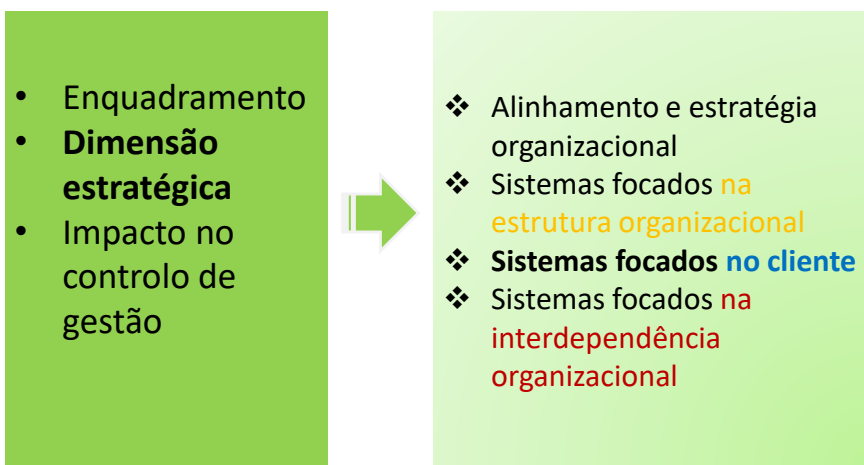 • Enquadramento
• Dimensão
estratégica
• Impacto no
controlo de
gestão
❖ Alinhamento e estratégia
organizacional
❖ Sistemas focados na
estrutura organizacional
❖ Sistemas focados no cliente
❖ Sistemas focados na
interdependência
organizacional